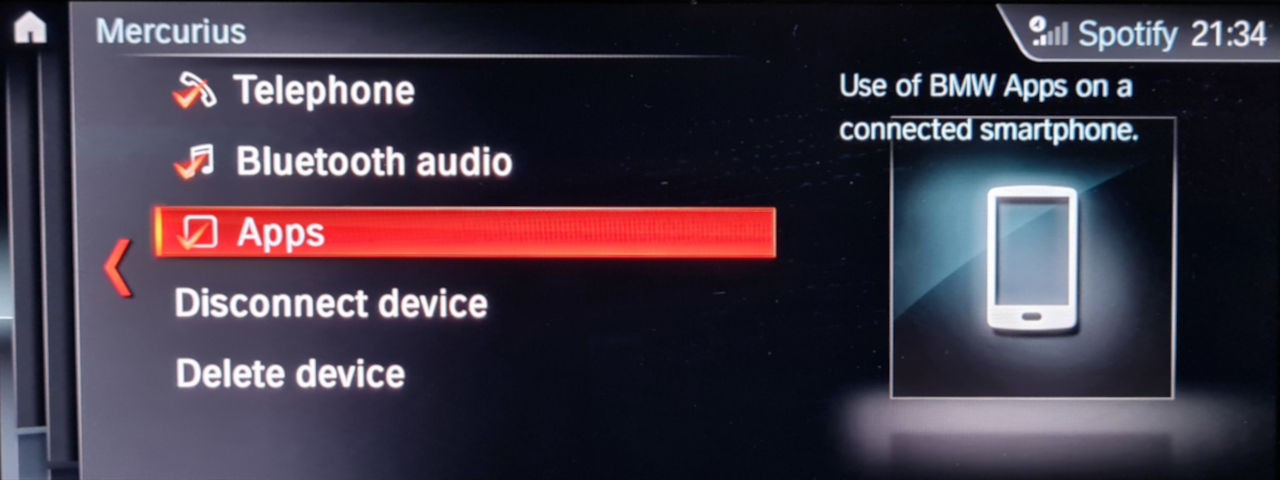 Mercurius
Spotify 21:34
Telephone
Bluetooth audio
Apps
Disconnect device
Delete device
Use of BMW Apps on a
connected smartphone.